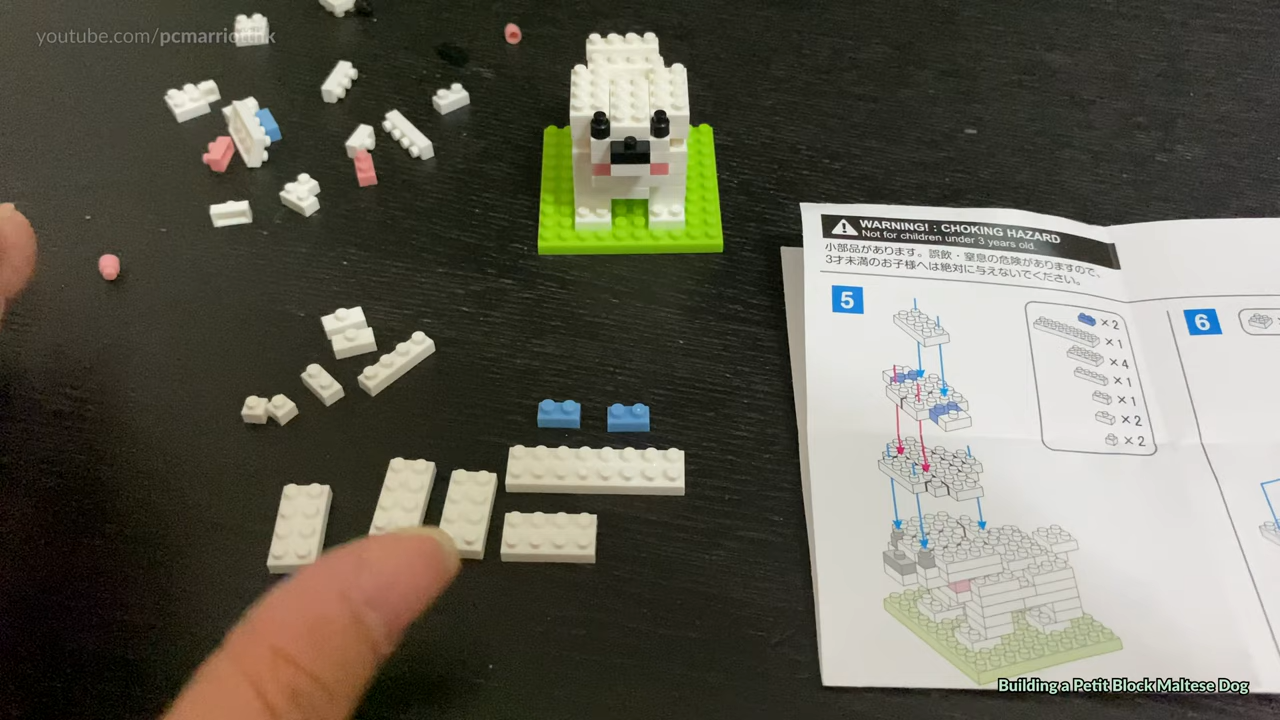 youtube.com/pcmarriotthk
WARNING! : CHOKING HAZARD
Not for children under 3 years old.
小部品があります。誤飲・窒息の危険がありますので、
3才未満のお子様へは絶対に与えないでください。
5
×2
×1
×4
×1
×1
×2
×2
6
Building a Petit Block Maltese Dog